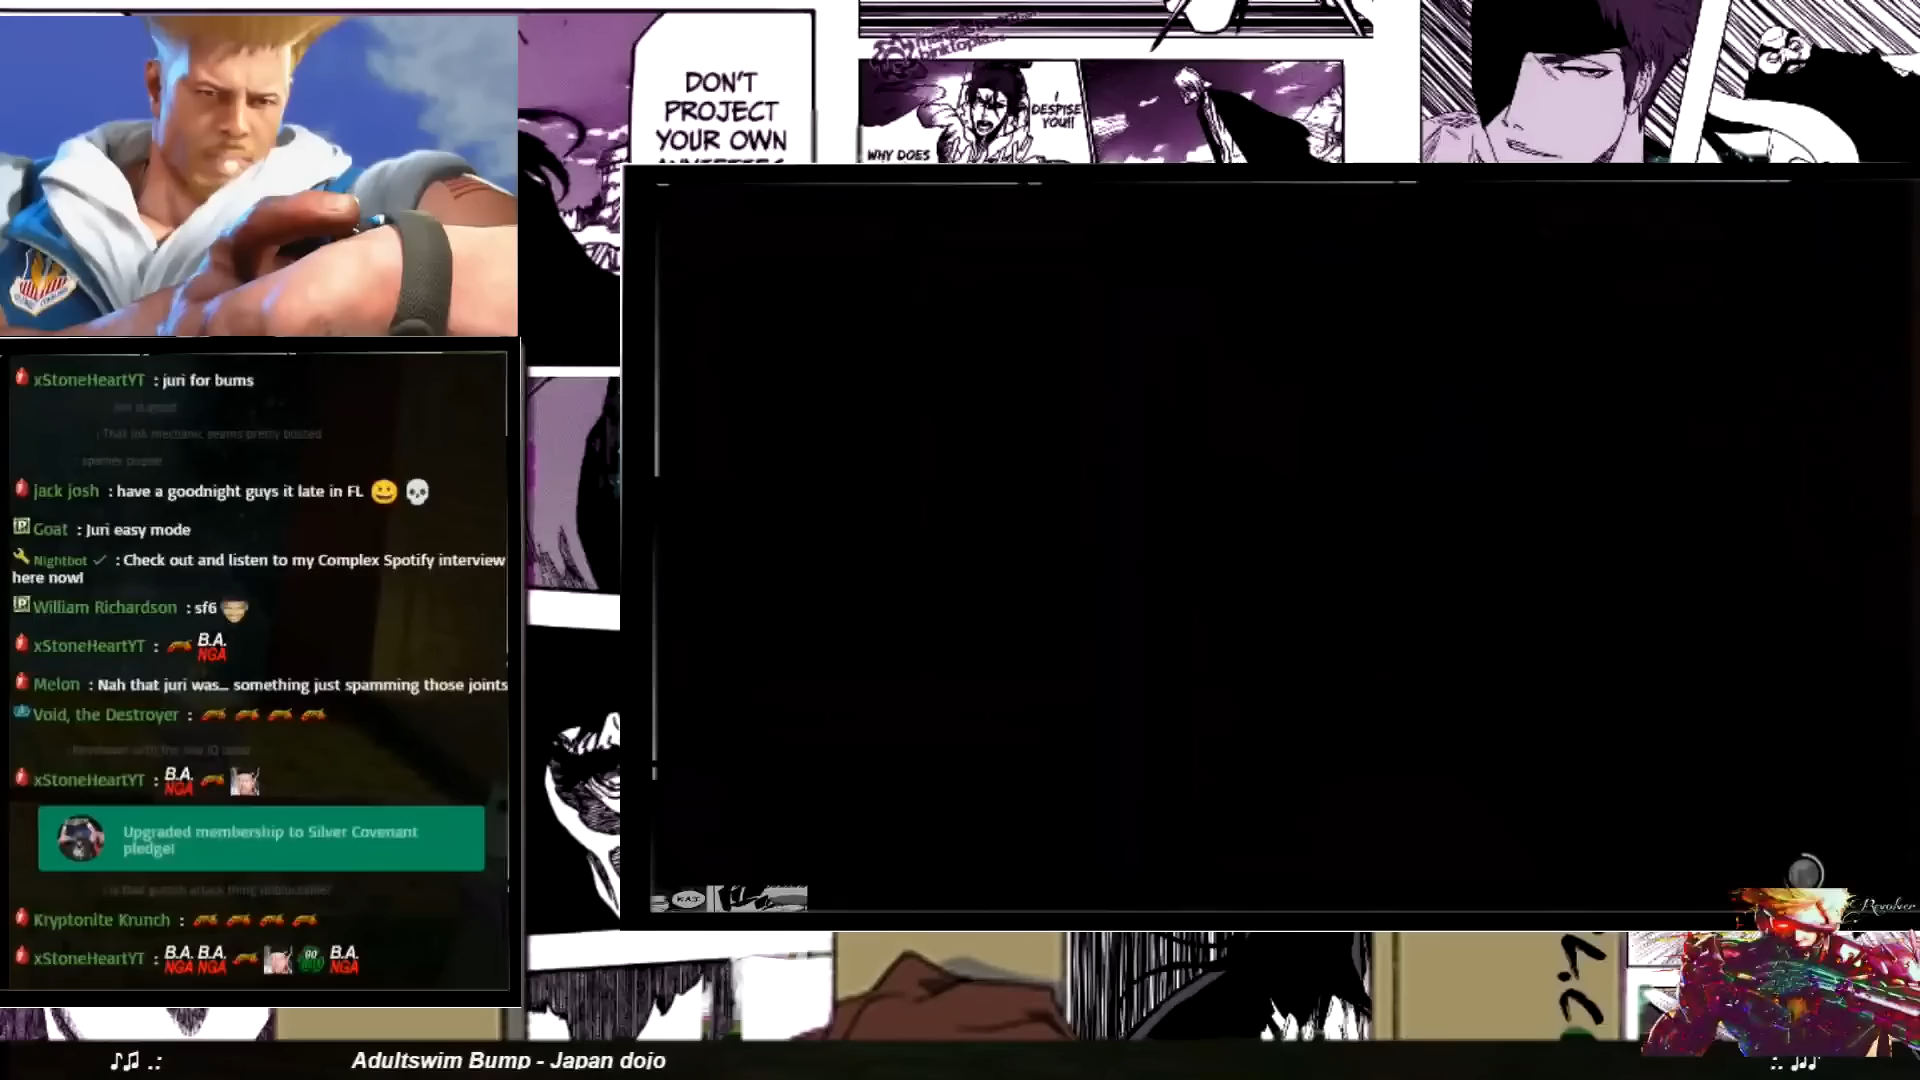 DON'T
PROJECT
YOUR OWN
I
DESPISE
YOU!!
WHY DOES
xStoneHeartYT : juri for bums
jack josh : have a goodnight guys it late in FL
Goat : Juri easy mode
Nightbot : Check out and listen to my Complex Spotify interview
here now!
William Richardson : sf6
xStoneHeartYT : B.A.
NGA
Melon : Nah that juri was... something just spamming those joints
Void, the Destroyer :
xStoneHeartYT : B.A.
NGA
Upgraded membership to Silver Covenant
pledge!
Kryptonite Krunch :
xStoneHeartYT : B.A. B.A. GO B.A.
NGA NGA NGA
Revolver
Adultswim Bump - Japan dojo